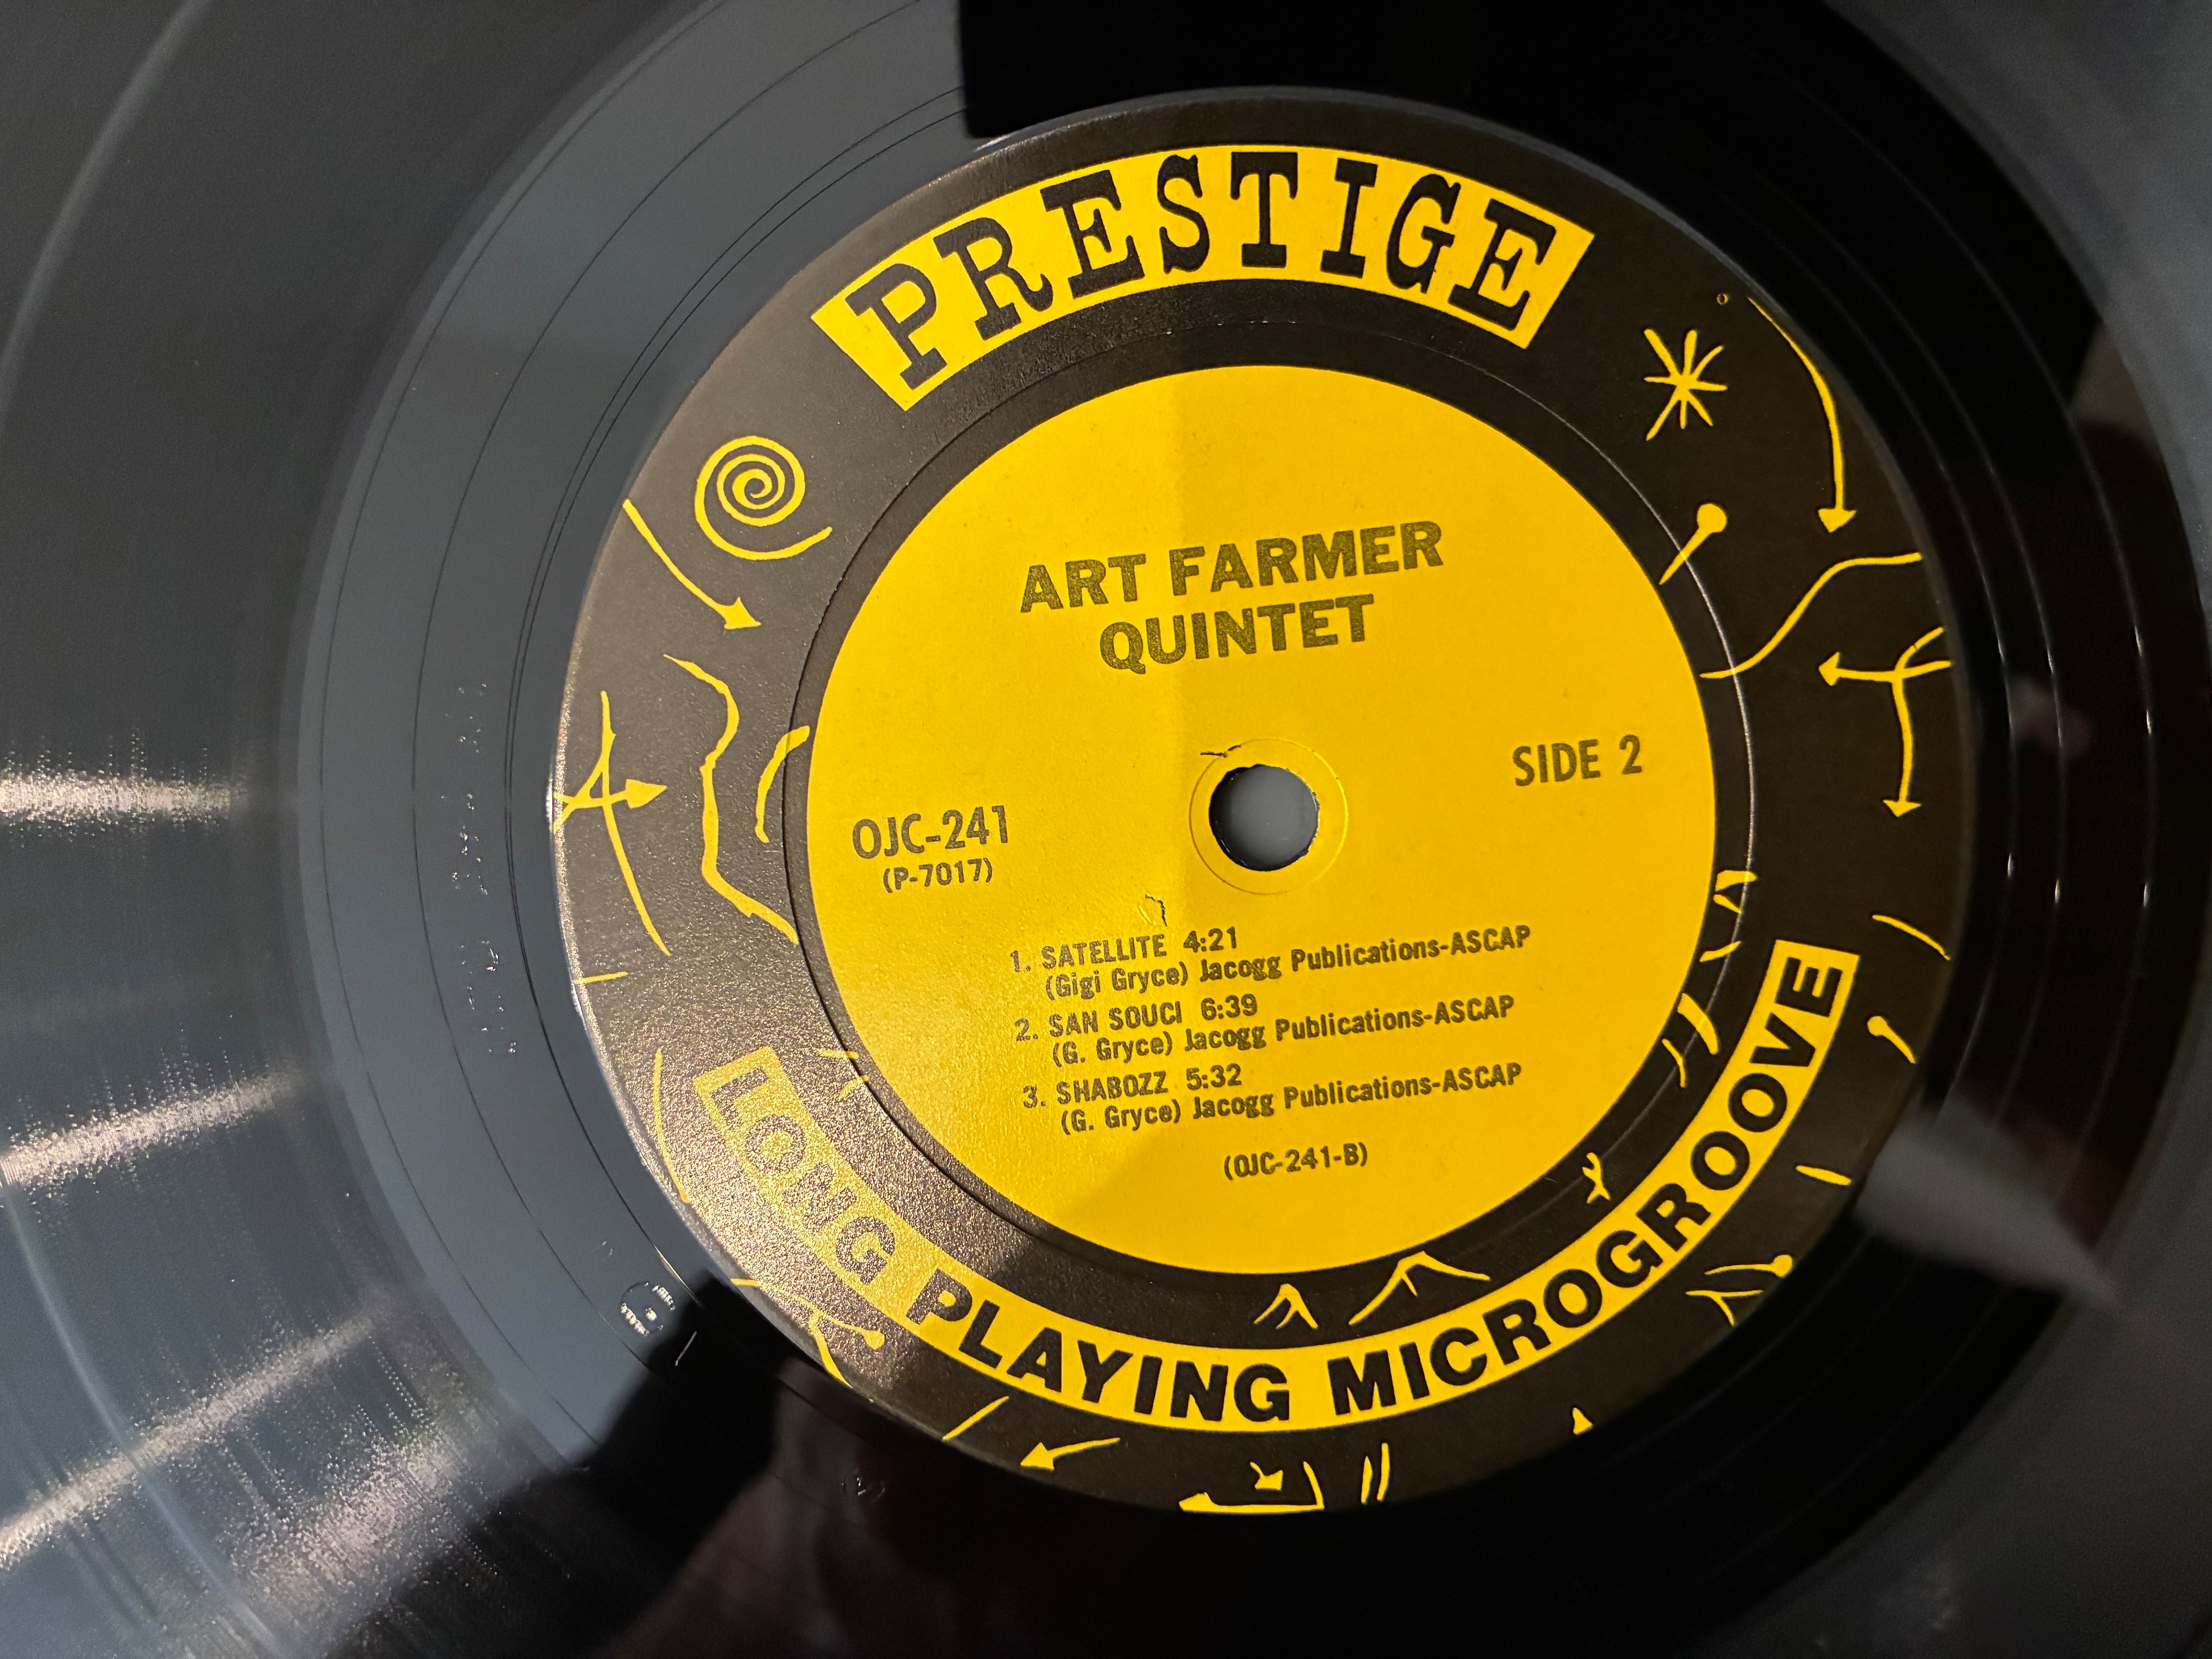 PRESTIGE
ART FARMER
QUINTET
SIDE 2
OJC-241
(P-7017)
1. SATELLITE 4:21
(Gigi Gryce) Jacogg Publications-ASCAP
2. SAN SOUCI 6:39
(G. Gryce) Jacogg Publications-ASCAP
3. SHABOZZ 5:32
(G. Gryce) Jacogg Publications-ASCAP
(OJC-241-B)
LONG PLAYING MICROGROOVE